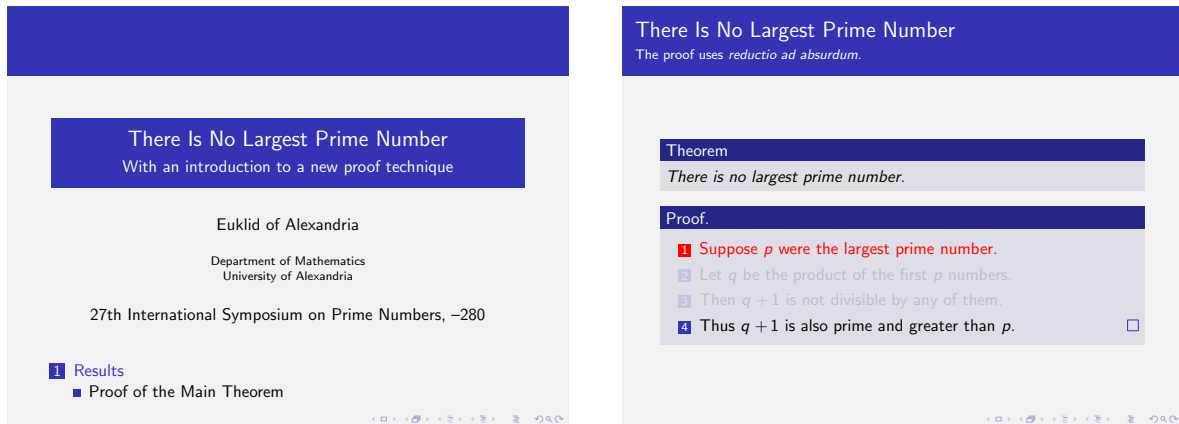 There Is No Largest Prime Number
With an introduction to a new proof technique
Euklid of Alexandria
Department of Mathematics
University of Alexandria
27th International Symposium on Prime Numbers, –280
1 Results
Proof of the Main Theorem
There Is No Largest Prime Number
The proof uses reductio ad absurdum.
Theorem
There is no largest prime number.
Proof.
1 Suppose p were the largest prime number.
2 Let q be the product of the first p numbers.
3 Then q + 1 is not divisible by any of them.
4 Thus q + 1 is also prime and greater than p.